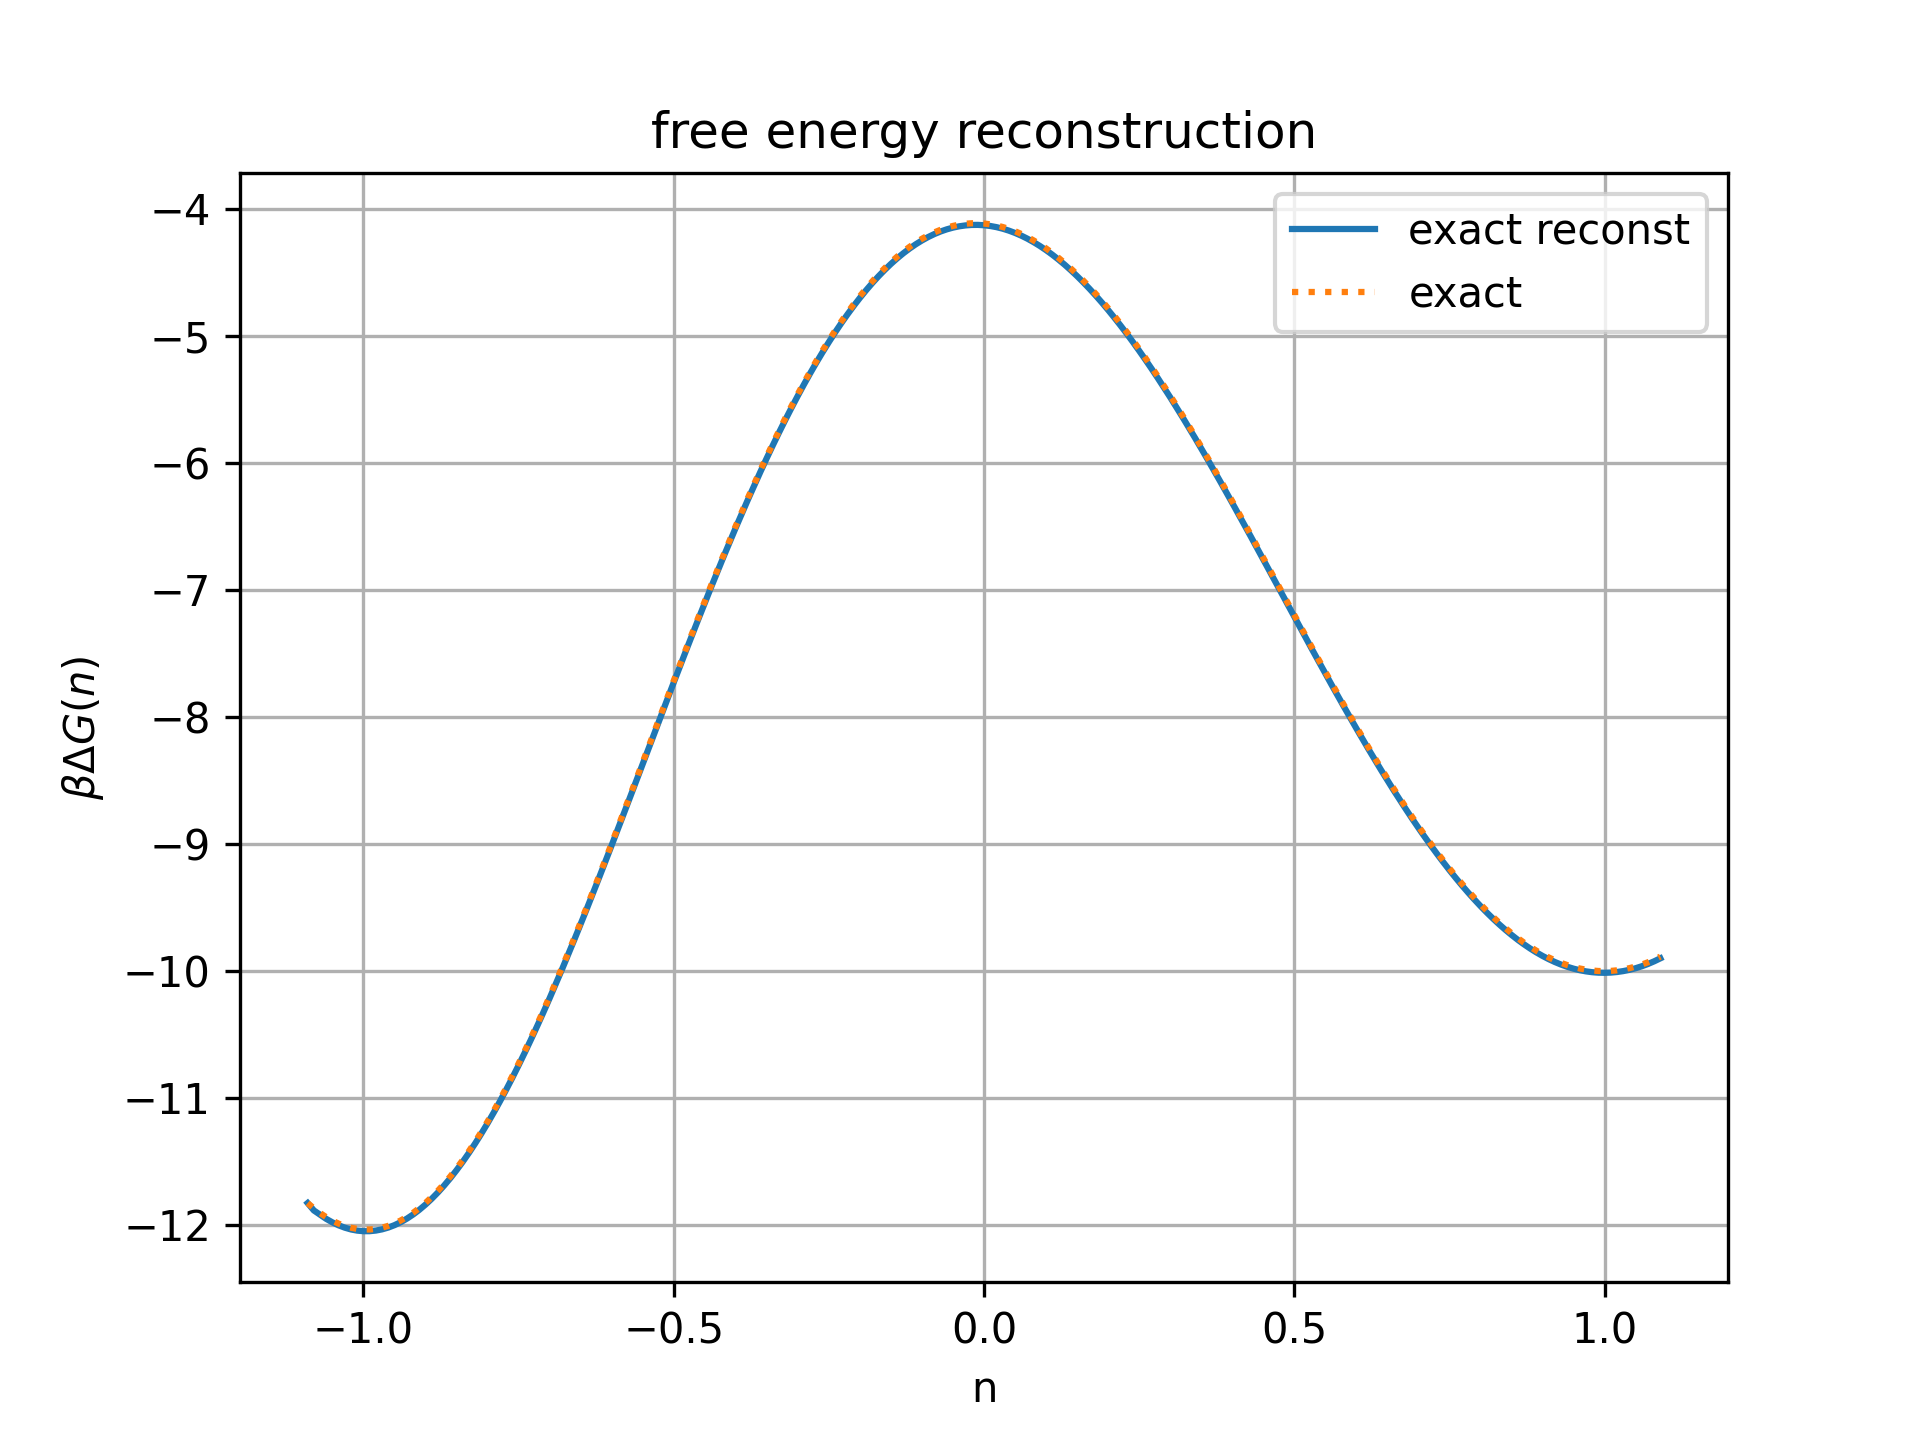 free energy reconstruction
−4
−5
−6
−7
−8
−9
−10
−11
−12
βΔG(n)
exact reconst
exact
−1.0 −0.5 0.0 0.5 1.0
n